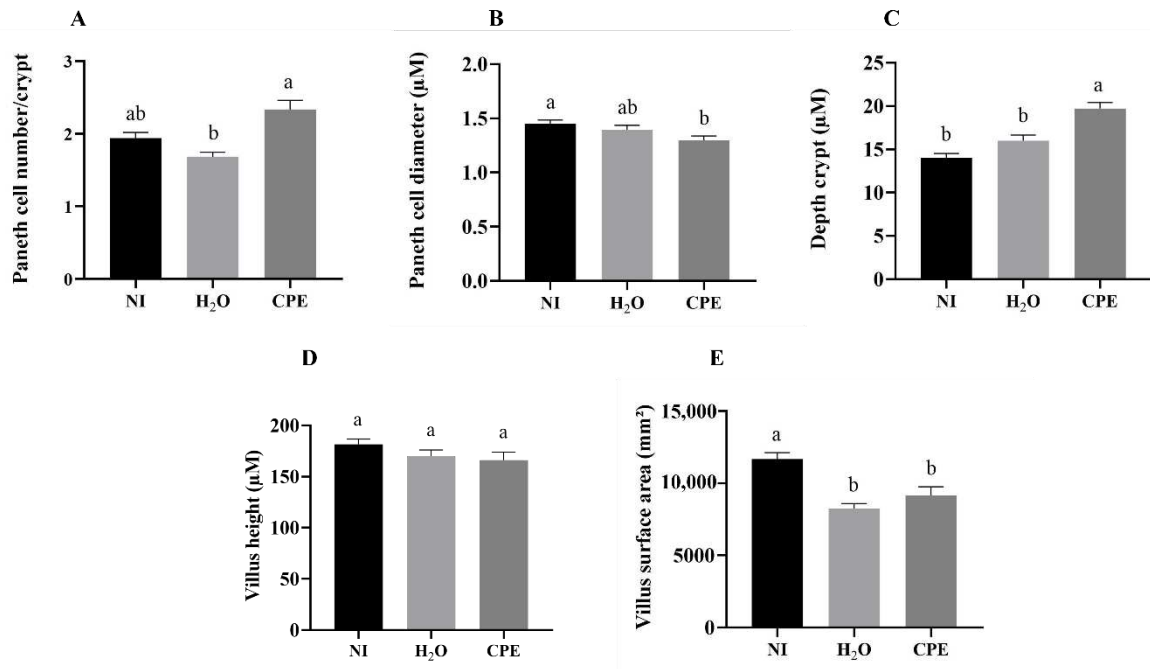 A
Paneth cell number/crypt
3
2
1
0
ab
b
a
NI
H₂O
CPE
B
Paneth cell diameter (µM)
2.0
1.5
1.0
0.5
0.0
a
ab
b
NI
H₂O
CPE
C
Depth crypt (µM)
25
20
15
10
5
0
b
b
a
NI
H₂O
CPE
D
Villus height (µM)
200
150
100
50
0
a
a
a
NI
H₂O
CPE
E
Villus surface area (mm²)
15,000
10,000
5000
0
a
b
b
NI
H₂O
CPE